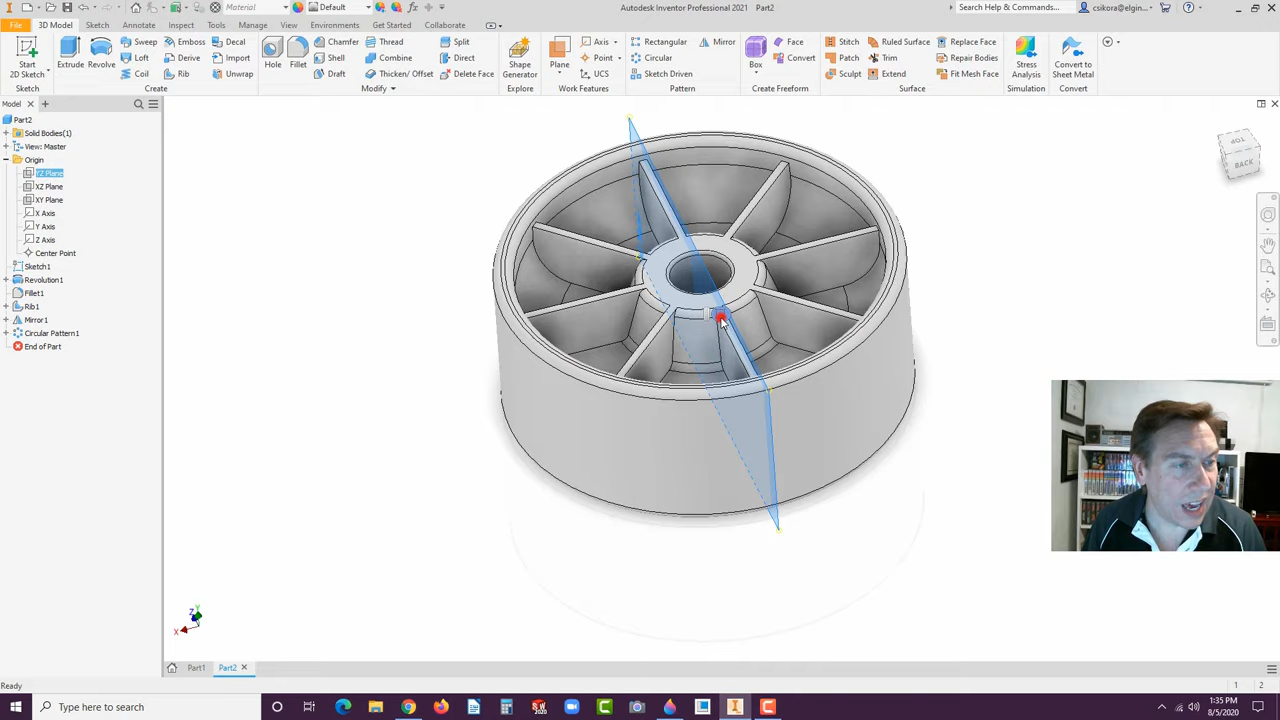 Material
Default
Autodesk Inventor Professional 2021 Part2
Search Help & Commands...
csikora@elgin...
File
3D Model Sketch Annotate Inspect Tools Manage View Environments Get Started Collaborate
Start
2D Sketch
Extrude
Revolve
Sweep
Loft
Coil
Emboss
Derive
Rib
Decal
Import
Unwrap
Hole
Fillet
Chamfer
Shell
Draft
Thread
Combine
Thicken/ Offset
Split
Direct
Delete Face
Shape
Generator
Plane
Axis
Point
UCS
Rectangular
Circular
Sketch Driven
Mirror
Box
Face
Convert
Stitch
Patch
Sculpt
Ruled Surface
Trim
Extend
Replace Face
Repair Bodies
Fit Mesh Face
Stress
Analysis
Convert to
Sheet Metal
Sketch
Create
Modify
Explore
Work Features
Pattern
Create Freeform
Surface
Simulation
Convert
Model
Part2
Solid Bodies(1)
View: Master
Origin
YZ Plane
XZ Plane
XY Plane
X Axis
Y Axis
Z Axis
Center Point
Sketch1
Revolution1
Fillet1
Rib1
Mirror1
Circular Pattern1
End of Part
TOP
BACK
Z
Y
X
Part1
Part2
Ready
1
2
Type here to search
1:35 PM
8/5/2020